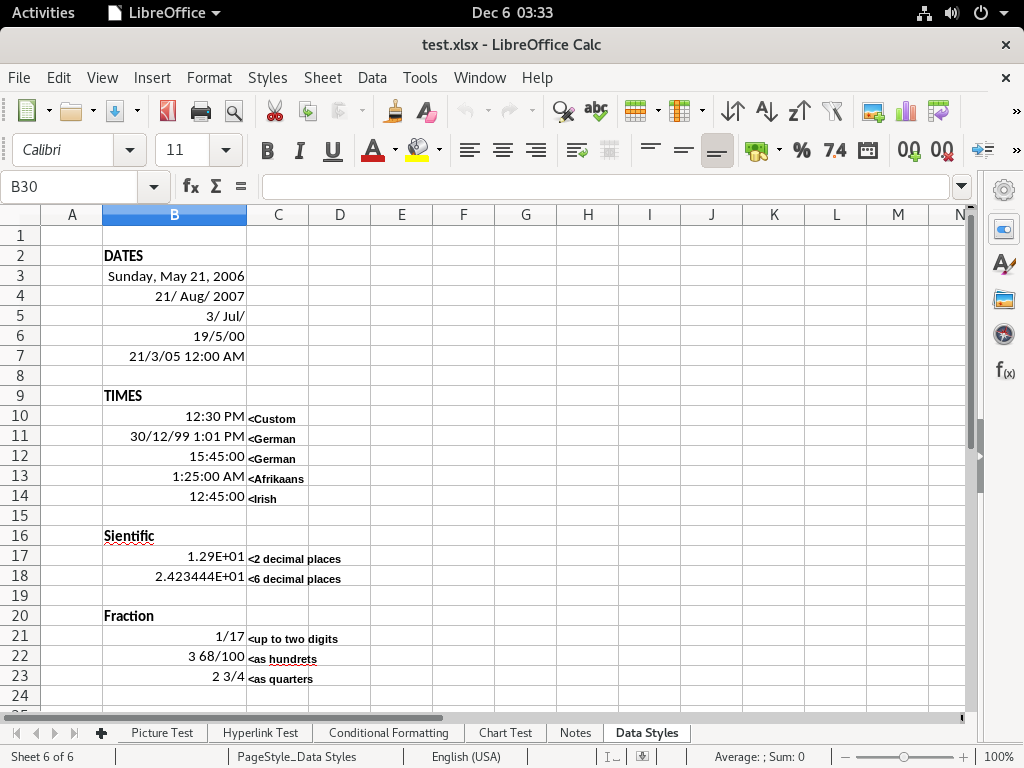 Activities LibreOffice Dec 6 03:33
test.xlsx - LibreOffice Calc
File Edit View Insert Format Styles Sheet Data Tools Window Help
Calibri 11
B30
A B C D E F G H I J K L M N
1
2 DATES
3 Sunday, May 21, 2006
4 21/ Aug/ 2007
5 3/ Jul/
6 19/5/00
7 21/3/05 12:00 AM
8
9 TIMES
10 12:30 PM <Custom
11 30/12/99 1:01 PM <German
12 15:45:00 <German
13 1:25:00 AM <Afrikaans
14 12:45:00 <Irish
15
16 Sientific
17 1.29E+01 <2 decimal places
18 2.423444E+01 <6 decimal places
19
20 Fraction
21 1/17 <up to two digits
22 3 68/100 <as hundrets
23 2 3/4 <as quarters
24
Picture Test Hyperlink Test Conditional Formatting Chart Test Notes Data Styles
Sheet 6 of 6 PageStyle_Data Styles English (USA) Average: ; Sum: 0 100%